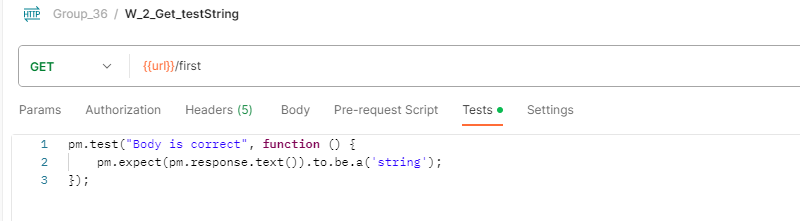 HTTP Group_36 / W_2_Get_testString
GET {{url}}/first
Params Authorization Headers (5) Body Pre-request Script Tests Settings
1 pm.test("Body is correct", function () {
2 pm.expect(pm.response.text()).to.be.a('string');
3 });